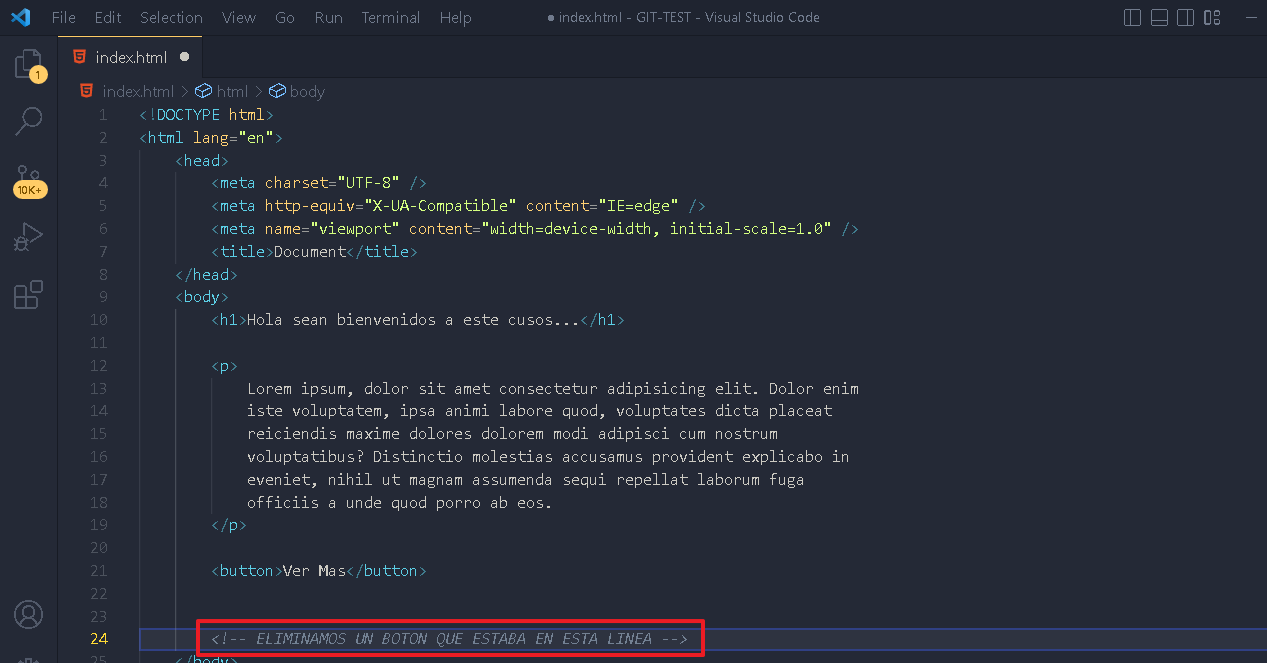 File Edit Selection View Go Run Terminal Help ● index.html - GIT-TEST - Visual Studio Code
index.html ●
1
index.html > html > body
1 <!DOCTYPE html>
2 <html lang="en">
3 <head>
4 <meta charset="UTF-8" />
5 <meta http-equiv="X-UA-Compatible" content="IE=edge" />
6 <meta name="viewport" content="width=device-width, initial-scale=1.0" />
10K+
7 <title>Document</title>
8 </head>
9 <body>
10 <h1>Hola sean bienvenidos a este cusos...</h1>
11
12 <p>
13 Lorem ipsum, dolor sit amet consectetur adipisicing elit. Dolor enim
14 iste voluptatem, ipsa animi labore quod, voluptates dicta placeat
15 reiciendis maxime dolores dolorem modi adipisci cum nostrum
16 voluptatibus? Distinctio molestias accusamus provident explicabo in
17 eveniet, nihil ut magnam assumenda sequi repellat laborum fuga
18 officiis a unde quod porro ab eos.
19 </p>
20
21 <button>Ver Mas</button>
22
23
24 <!-- ELIMINAMOS UN BOTON QUE ESTABA EN ESTA LINEA -->
25 </body>